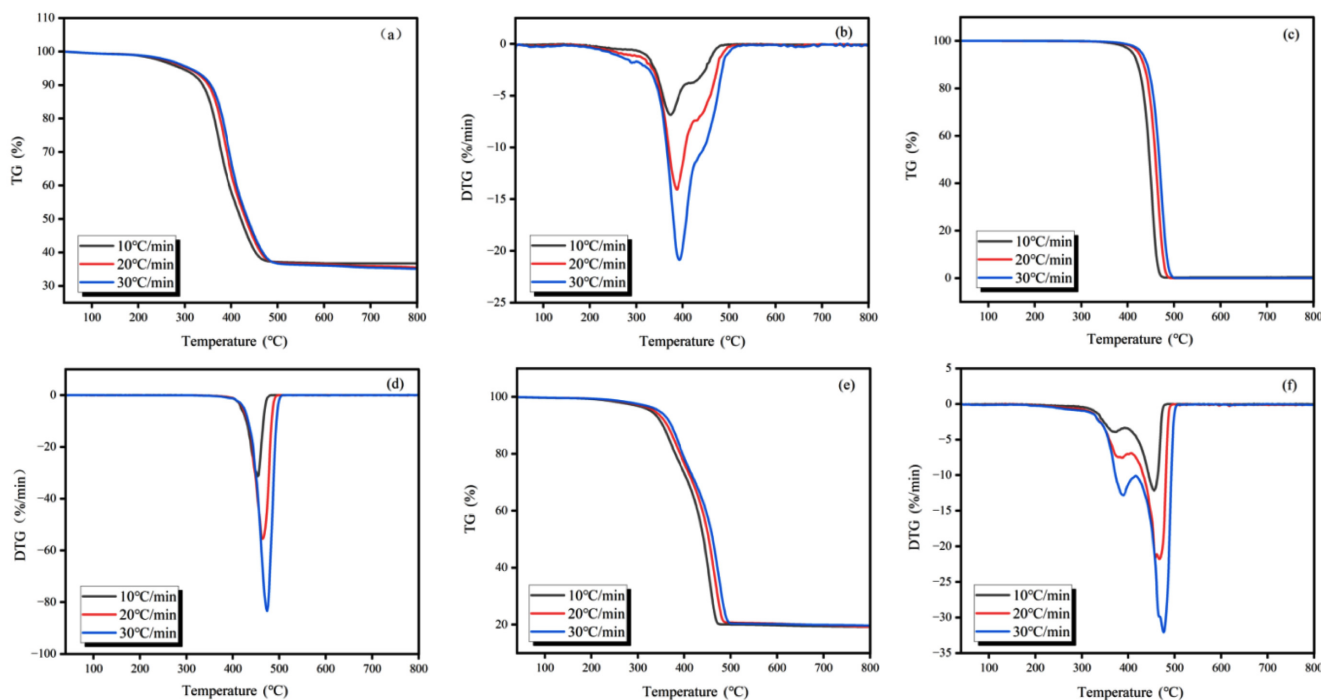 (a)
TG (%)
110
100
90
80
70
60
50
40
30
10℃/min
20℃/min
30℃/min
100 200 300 400 500 600 700 800
Temperature (℃)
(b)
DTG (%/min)
0
−5
−10
−15
−20
−25
10℃/min
20℃/min
30℃/min
100 200 300 400 500 600 700 800
Temperature (℃)
(c)
TG (%)
100
80
60
40
20
0
10℃/min
20℃/min
30℃/min
100 200 300 400 500 600 700 800
Temperature (℃)
(d)
DTG (%/min)
0
−20
−40
−60
−80
−100
10℃/min
20℃/min
30℃/min
100 200 300 400 500 600 700 800
Temperature (℃)
(e)
TG (%)
100
80
60
40
20
10℃/min
20℃/min
30℃/min
100 200 300 400 500 600 700 800
Temperature (℃)
(f)
DTG (%/min)
5
0
−5
−10
−15
−20
−25
−30
−35
10℃/min
20℃/min
30℃/min
100 200 300 400 500 600 700 800
Temperature (℃)